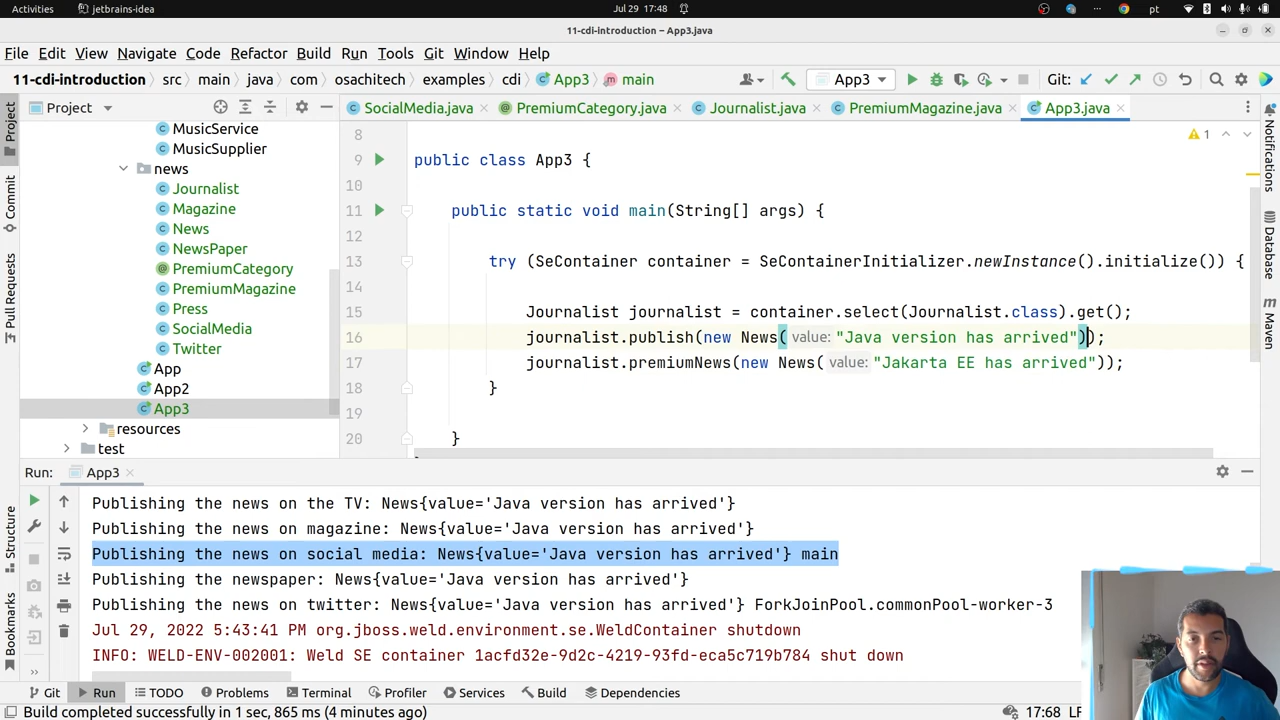 Activities jetbrains-idea Jul 29 17:48 pt
11-cdi-introduction – App3.java
File Edit View Navigate Code Refactor Build Run Tools Git Window Help
11-cdi-introduction src main java com osachitech examples cdi App3 main App3 Git:
Project SocialMedia.java PremiumCategory.java Journalist.java PremiumMagazine.java App3.java
MusicService
MusicSupplier
news
Journalist
Magazine
News
NewsPaper
PremiumCategory
PremiumMagazine
Press
SocialMedia
Twitter
App
App2
App3
resources
test
8
9 public class App3 {
10
11 public static void main(String[] args) {
12
13 try (SeContainer container = SeContainerInitializer.newInstance().initialize()) {
14
15 Journalist journalist = container.select(Journalist.class).get();
16 journalist.publish(new News( value: "Java version has arrived"));
17 journalist.premiumNews(new News( value: "Jakarta EE has arrived"));
18 }
19
20 }
1
Project
Commit
Pull Requests
Structure
Bookmarks
Notifications
Database
Maven
Run: App3
Publishing the news on the TV: News{value='Java version has arrived'}
Publishing the news on magazine: News{value='Java version has arrived'}
Publishing the news on social media: News{value='Java version has arrived'} main
Publishing the newspaper: News{value='Java version has arrived'}
Publishing the news on twitter: News{value='Java version has arrived'} ForkJoinPool.commonPool-worker-3
Jul 29, 2022 5:43:41 PM org.jboss.weld.environment.se.WeldContainer shutdown
INFO: WELD-ENV-002001: Weld SE container 1acfd32e-9d2c-4219-93fd-eca5c719b784 shut down
Git Run TODO Problems Terminal Profiler Services Build Dependencies
Build completed successfully in 1 sec, 865 ms (4 minutes ago) 17:68 LF